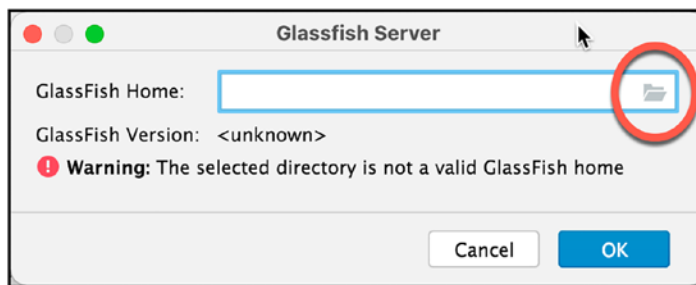 Glassfish Server
GlassFish Home:
GlassFish Version: <unknown>
Warning: The selected directory is not a valid GlassFish home
Cancel OK